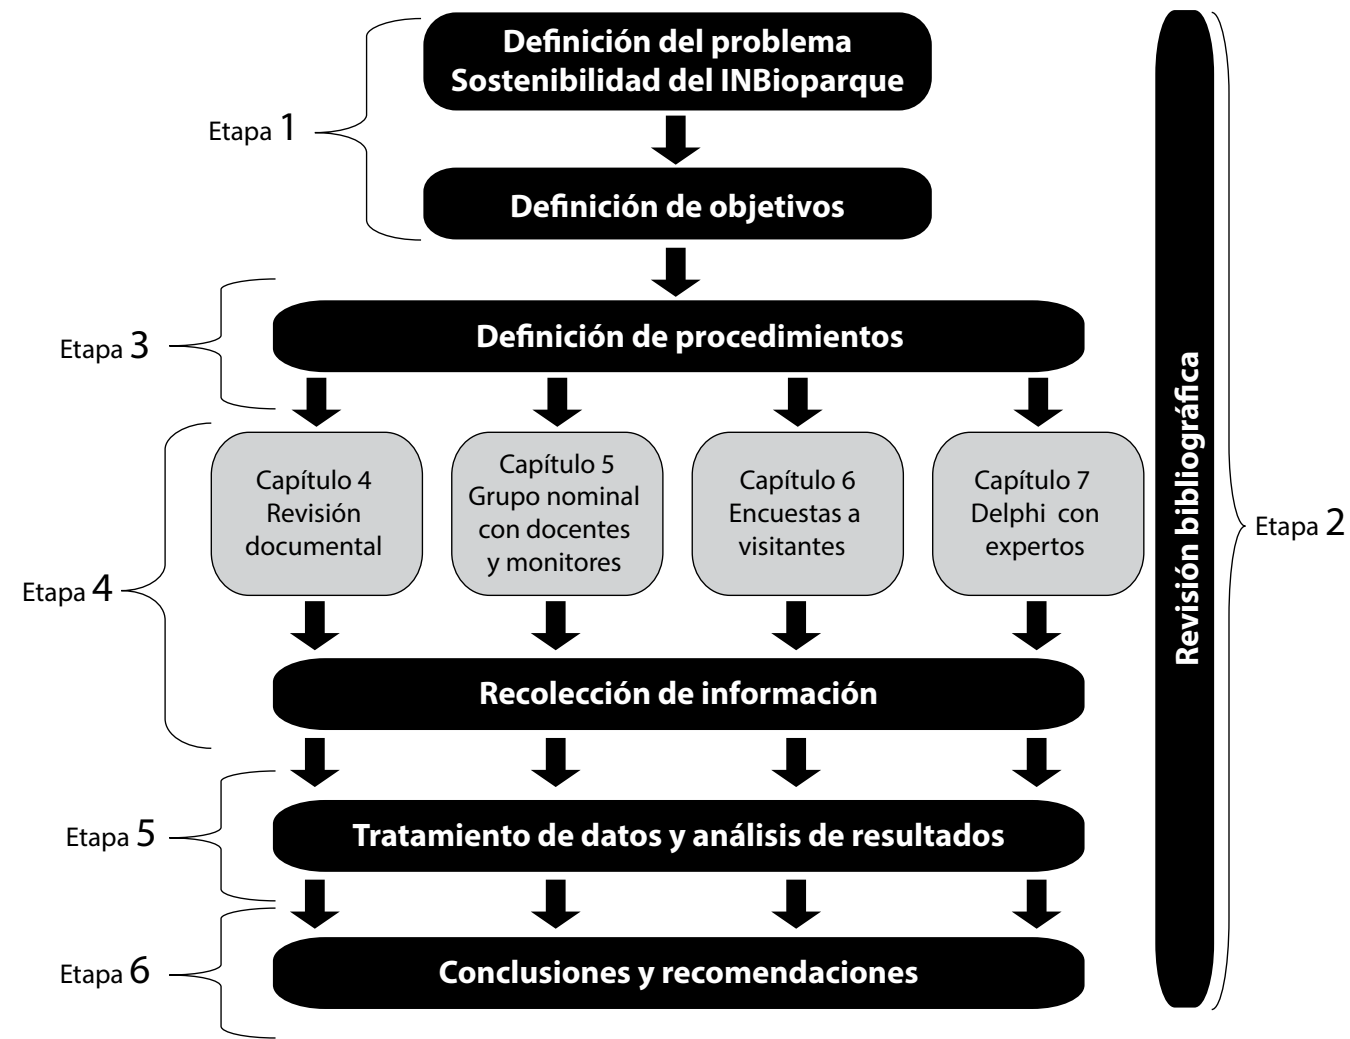 Definición del problema
Sostenibilidad del INBioparque
Etapa 1
Definición de objetivos
Definición de procedimientos
Etapa 3
Capítulo 4
Revisión
documental
Capítulo 5
Grupo nominal
con docentes
y monitores
Capítulo 6
Encuestas a
visitantes
Capítulo 7
Delphi con
expertos
Etapa 4
Recolección de información
Etapa 5
Tratamiento de datos y análisis de resultados
Etapa 6
Conclusiones y recomendaciones
Revisión bibliográfica
Etapa 2